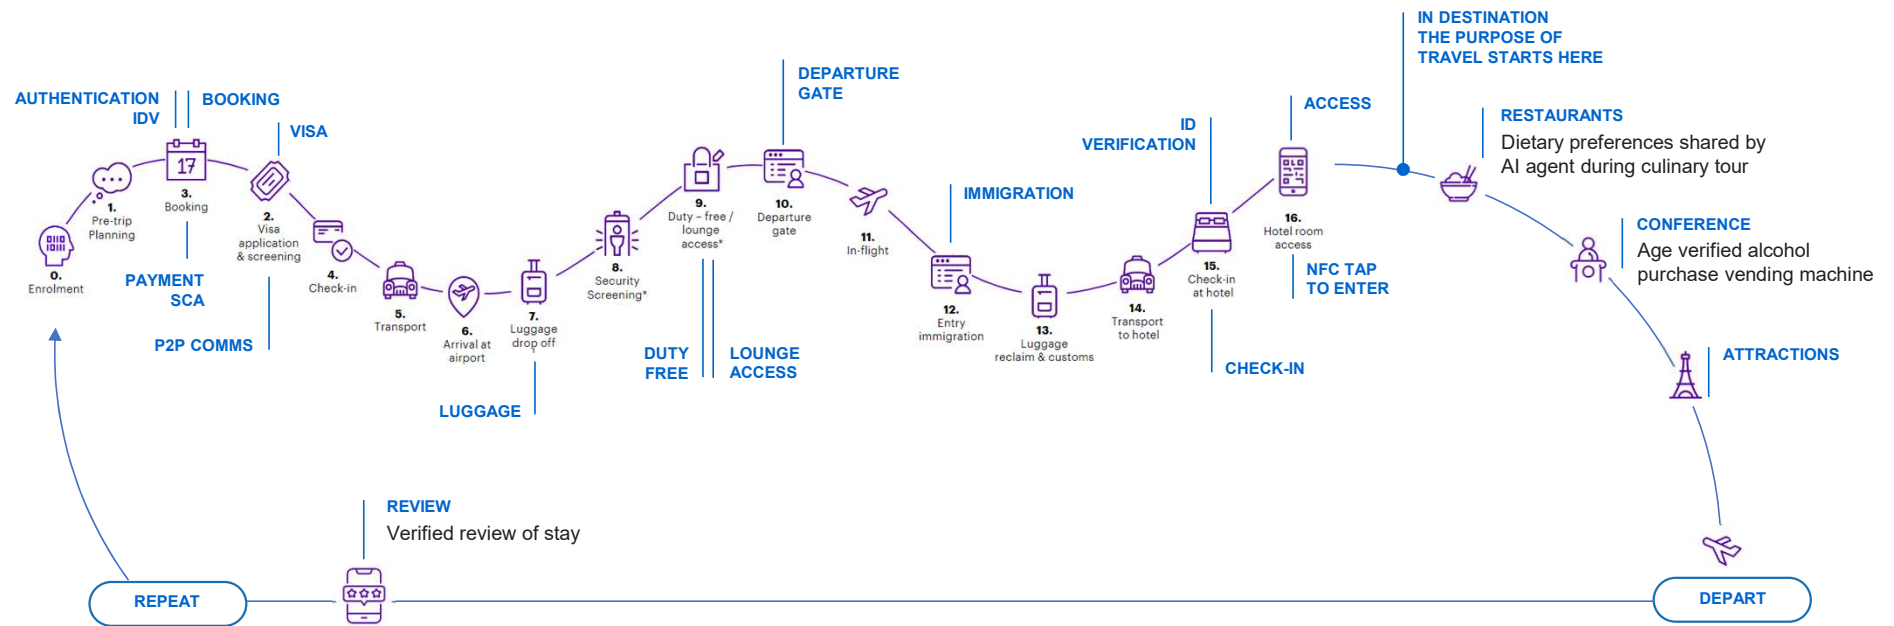 IN DESTINATION
THE PURPOSE OF
TRAVEL STARTS HERE
AUTHENTICATION
IDV
BOOKING
VISA
DEPARTURE
GATE
ID
VERIFICATION
ACCESS
RESTAURANTS
Dietary preferences shared by
AI agent during culinary tour
IMMIGRATION
CONFERENCE
Age verified alcohol
purchase vending machine
ATTRACTIONS
0.
Enrolment
1.
Pre-trip
Planning
17
3.
Booking
2.
Visa
application
& screening
4.
Check-in
5.
Transport
6.
Arrival at
airport
7.
Luggage
drop off
8.
Security
Screening*
9.
Duty – free /
lounge
access*
10.
Departure
gate
11.
In-flight
12.
Entry
immigration
13.
Luggage
reclaim & customs
14.
Transport
to hotel
15.
Check-in
at hotel
16.
Hotel room
access
PAYMENT
SCA
P2P COMMS
LUGGAGE
DUTY
FREE
LOUNGE
ACCESS
CHECK-IN
NFC TAP
TO ENTER
REVIEW
Verified review of stay
REPEAT
DEPART